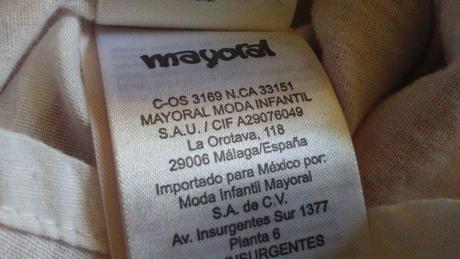 mayoral
C-OS 3169 N.CA 33151
MAYORAL MODA INFANTIL
S.A.U. / CIF A29076049
La Orotava, 118
29006 Málaga/España
Importado para México por:
Moda Infantil Mayoral
S.A. de C.V.
Av. Insurgentes Sur 1377
Planta 6
INSURGENTES